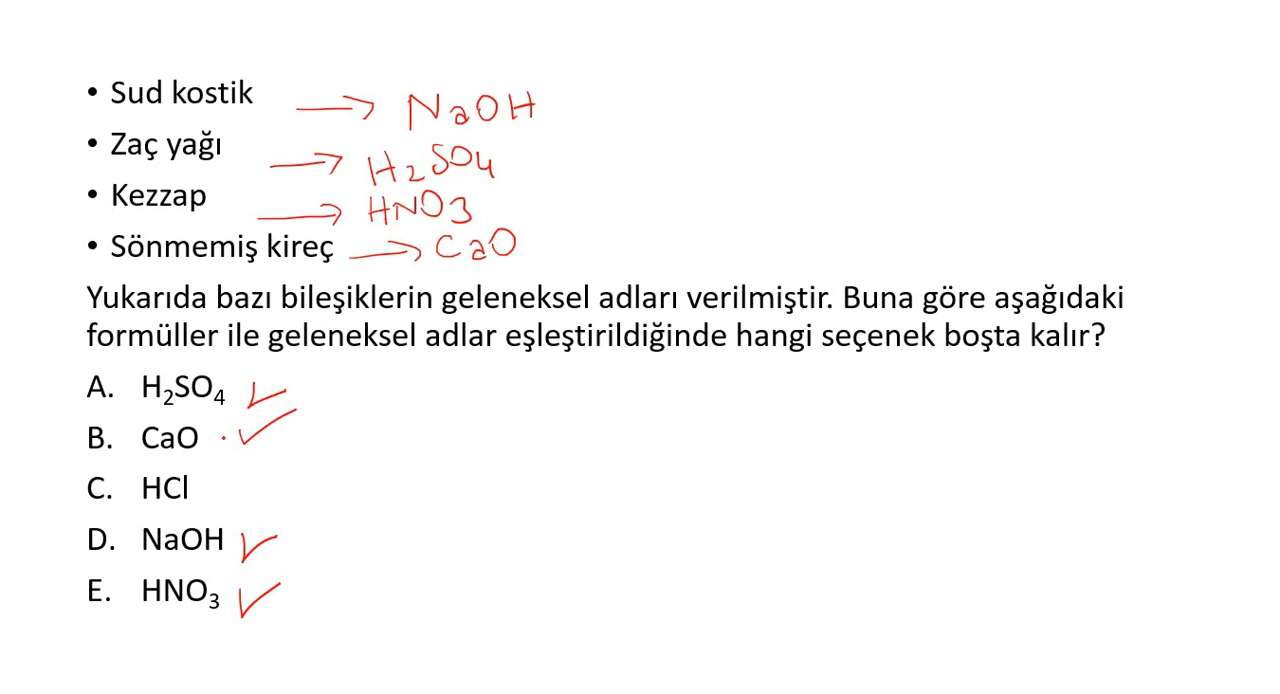 • Sud kostik → NaOH
• Zaç yağı → H₂SO₄
• Kezzap → HNO3
• Sönmemiş kireç → CaO
Yukarıda bazı bileşiklerin geleneksel adları verilmiştir. Buna göre aşağıdaki
formüller ile geleneksel adlar eşleştirildiğinde hangi seçenek boşta kalır?
A. H₂SO₄ ✓
B. CaO ✓
C. HCl
D. NaOH ✓
E. HNO₃ ✓